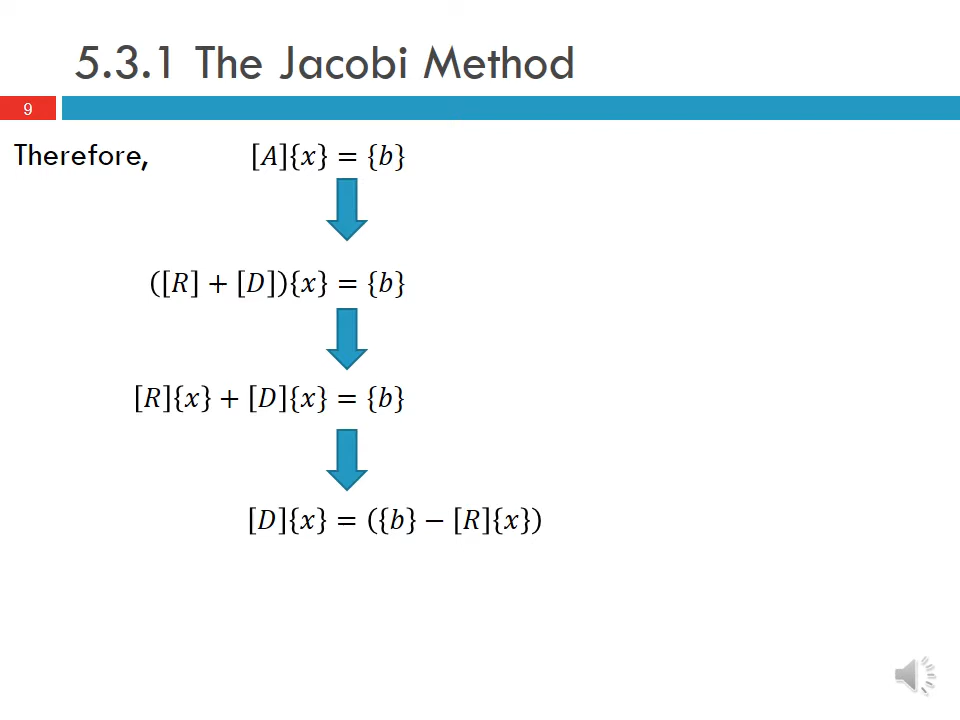 5.3.1 The Jacobi Method
9
Therefore, [A]{x} = {b}
([R] + [D]){x} = {b}
[R]{x} + [D]{x} = {b}
[D]{x} = ({b} − [R]{x})